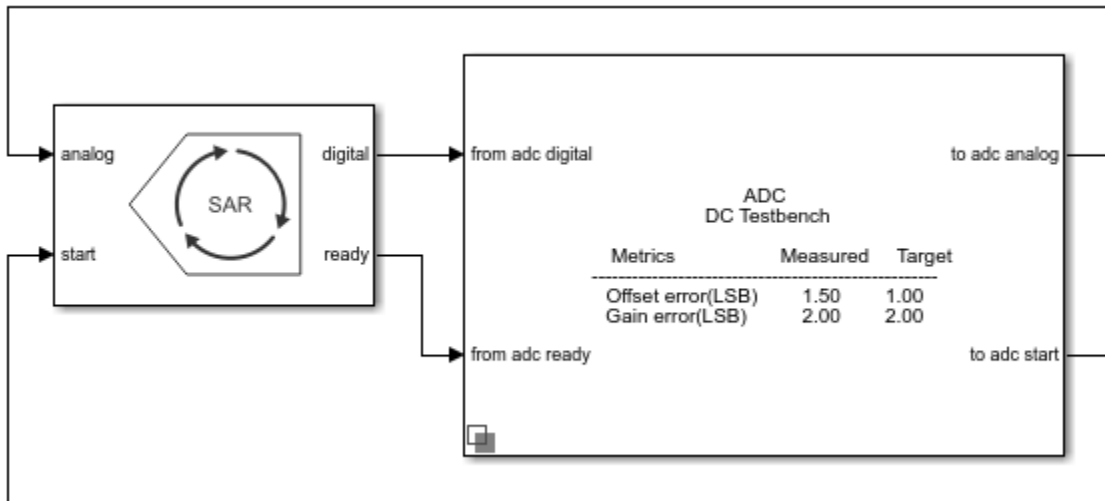 analog
start
SAR
digital
ready
from adc digital
from adc ready
ADC
DC Testbench
Metrics Measured Target
---------------------------------------------------
Offset error(LSB) 1.50 1.00
Gain error(LSB) 2.00 2.00
to adc analog
to adc start